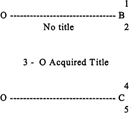 1
O ---------------------- B
No title 2
3 - O Acquired Title
4
O ---------------------- C
5